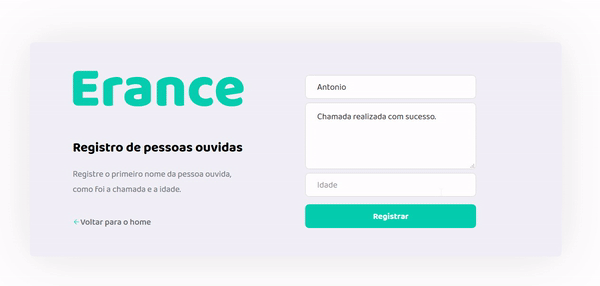 Erance
Registro de pessoas ouvidas
Registre o primeiro nome da pessoa ouvida,
como foi a chamada e a idade.
←Voltar para o home
Antonio
Chamada realizada com sucesso.
Idade
Registrar